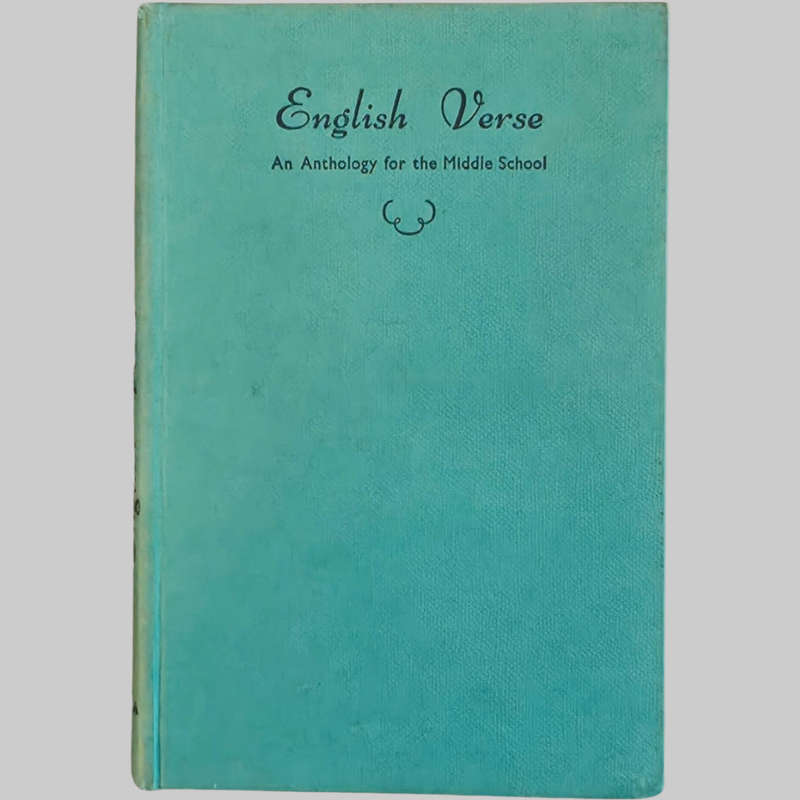 English Verse
An Anthology for the Middle School